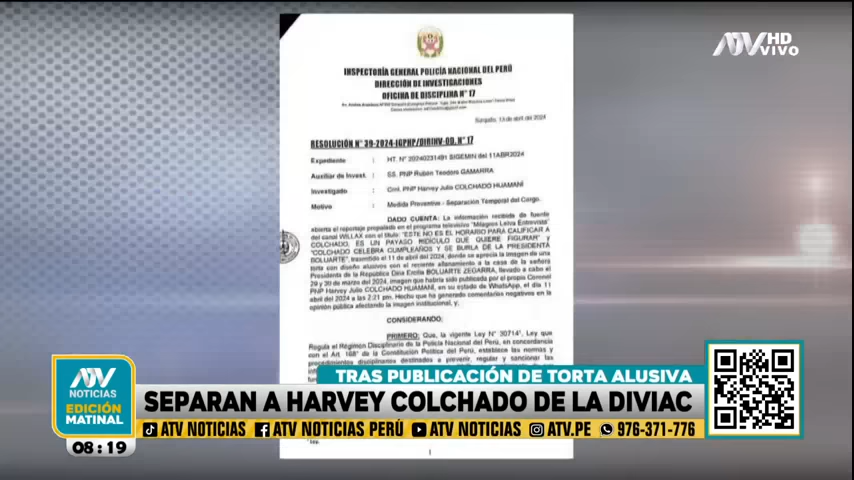 ATV HD
VIVO
INSPECTORÍA GENERAL POLICÍA NACIONAL DEL PERÚ
DIRECCIÓN DE INVESTIGACIONES
OFICINA DE DISCIPLINA N° 17
Surquillo, 13 de abril del 2024
RESOLUCIÓN N° 39-2024-IGPNP/DIRINV-OD. N° 17
Expediente : HT. N° 20240231491 SIGEMIN del 11ABR2024
Auxiliar de Invest. : SS. PNP Rubén Teodoro GAMARRA
Investigado : Crnl. PNP Harvey Julio COLCHADO HUAMANÍ
Motivo : Medida Preventiva - Separación Temporal del Cargo.
DADO CUENTA: La información recibida de fuente
abierta el reportaje propalado en el programa televisivo "Milagros Leiva Entrevista"
del canal WILLAX con el título: "ESTE NO ES EL HORARIO PARA CALIFICAR A
COLCHADO, ES UN PAYASO RIDÍCULO QUE QUIERE FIGURAR" y
"COLCHADO CELEBRA CUMPLEAÑOS Y SE BURLA DE LA PRESIDENTA
BOLUARTE", trasmitido el 11 de abril del 2024, donde se aprecia la imagen de una
torta con diseño alusivos con el reciente allanamiento a la casa de la señora
Presidenta de la República Dina Ercilia BOLUARTE ZEGARRA, llevado a cabo el
29 y 30 de marzo del 2024, imagen que habría sido publicada por el propio Coronel
PNP Harvey Julio COLCHADO HUAMANÍ, en su estado de WhatsApp, el día 11
abril del 2024 a las 2:21 pm. Hecho que ha generado comentarios negativos en la
opinión pública afectando la imagen institucional, y;
CONSIDERANDO:
PRIMERO: Que, la vigente Ley N° 30714¹, Ley que
Regula el Régimen Disciplinario de la Policía Nacional del Perú, en concordancia
con el Art. 168° de la Constitución Política del Perú, establece las normas y
procedimientos disciplinarios destinados a prevenir, regular y sancionar las
TRAS PUBLICACIÓN DE TORTA ALUSIVA
ATV
NOTICIAS
EDICIÓN
MATINAL
SEPARAN A HARVEY COLCHADO DE LA DIVIAC
08:19
ATV NOTICIAS ATV NOTICIAS PERÚ ATV NOTICIAS ATV.PE 976-371-776